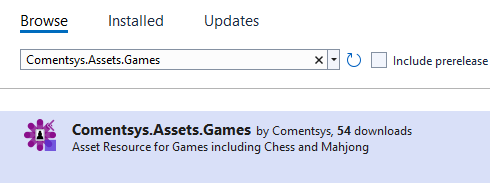 Browse Installed Updates
Comentsys.Assets.Games Include prerelease
Comentsys.Assets.Games by Comentsys, 54 downloads
Asset Resource for Games including Chess and Mahjong